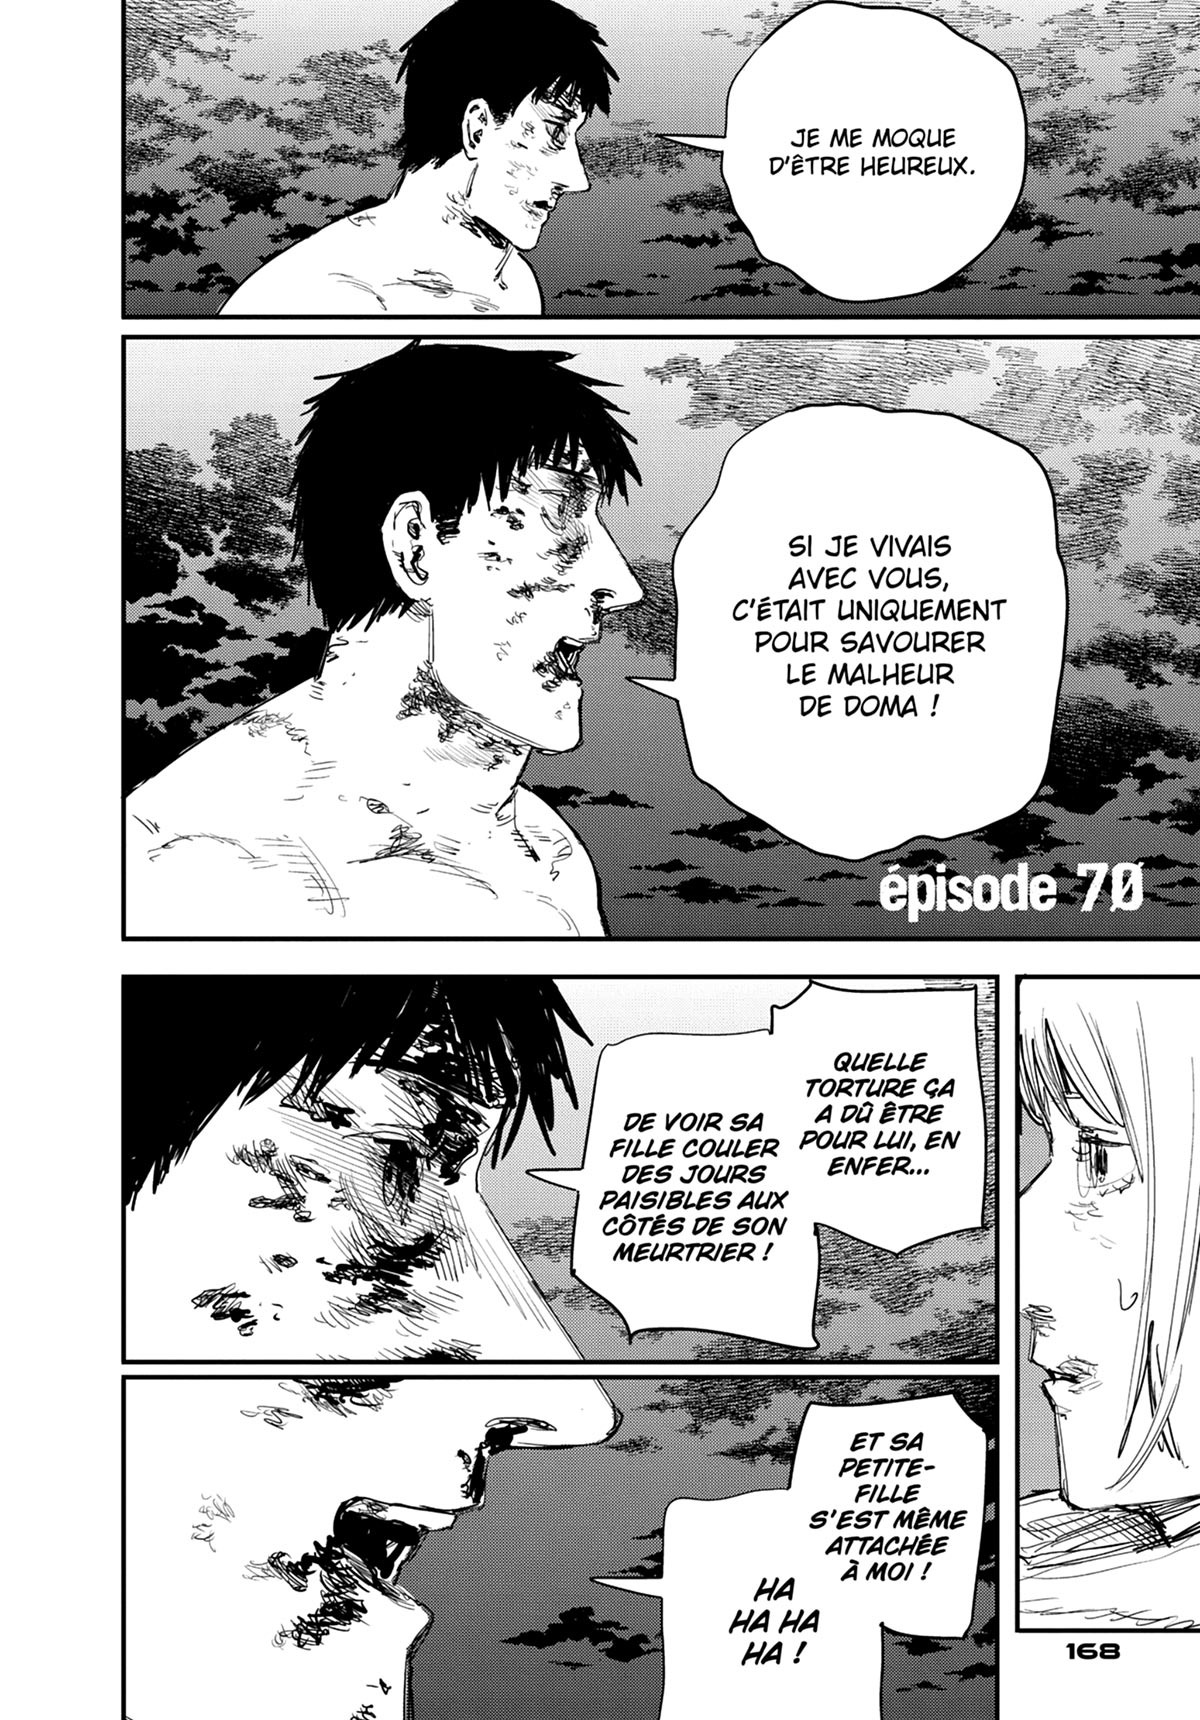 JE ME MOQUE
D'ÊTRE HEUREUX.
SI JE VIVAIS
AVEC VOUS,
C'ÉTAIT UNIQUEMENT
POUR SAVOURER
LE MALHEUR
DE DOMA !
épisode 70
QUELLE
TORTURE ÇA
A DÛ ÊTRE
POUR LUI, EN
ENFER...
DE VOIR SA
FILLE COULER
DES JOURS
PAISIBLES AUX
CÔTÉS DE SON
MEURTRIER !
ET SA
PETITE-
FILLE
S'EST MÊME
ATTACHÉE
À MOI !
HA
HA HA HA
HA !
168